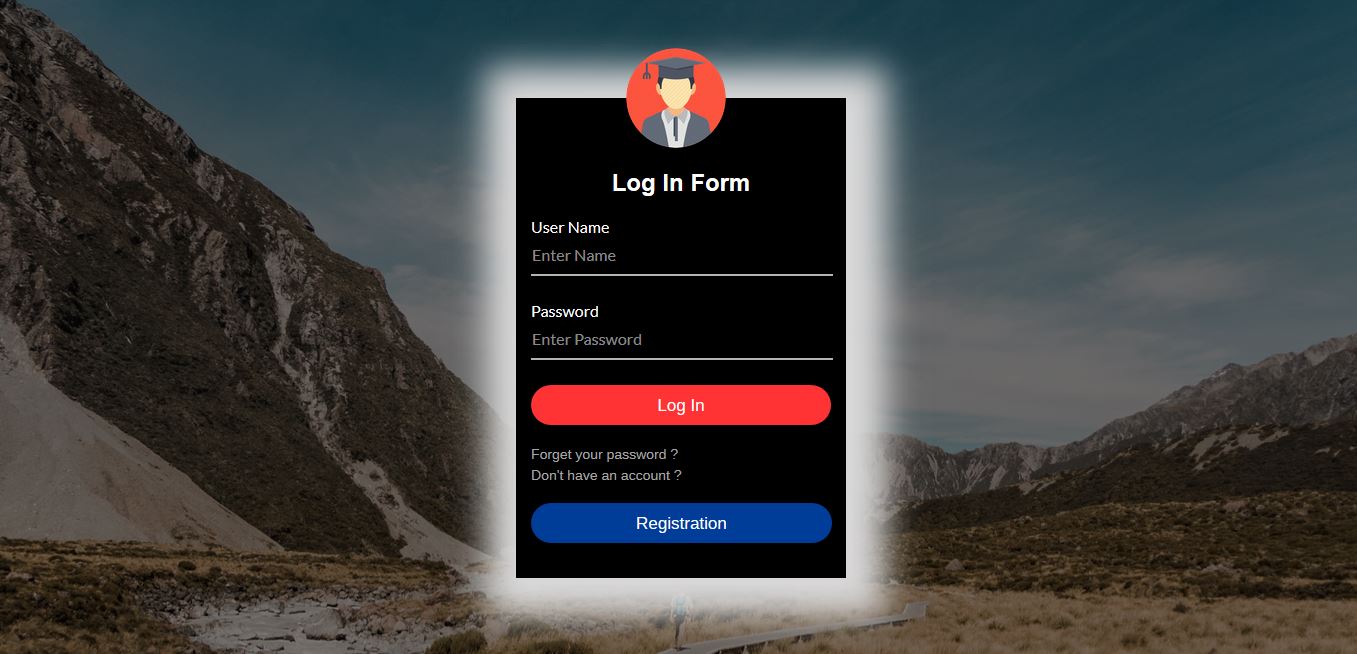 Log In Form
User Name
Enter Name
Password
Enter Password
Log In
Forget your password ?
Don't have an account ?
Registration